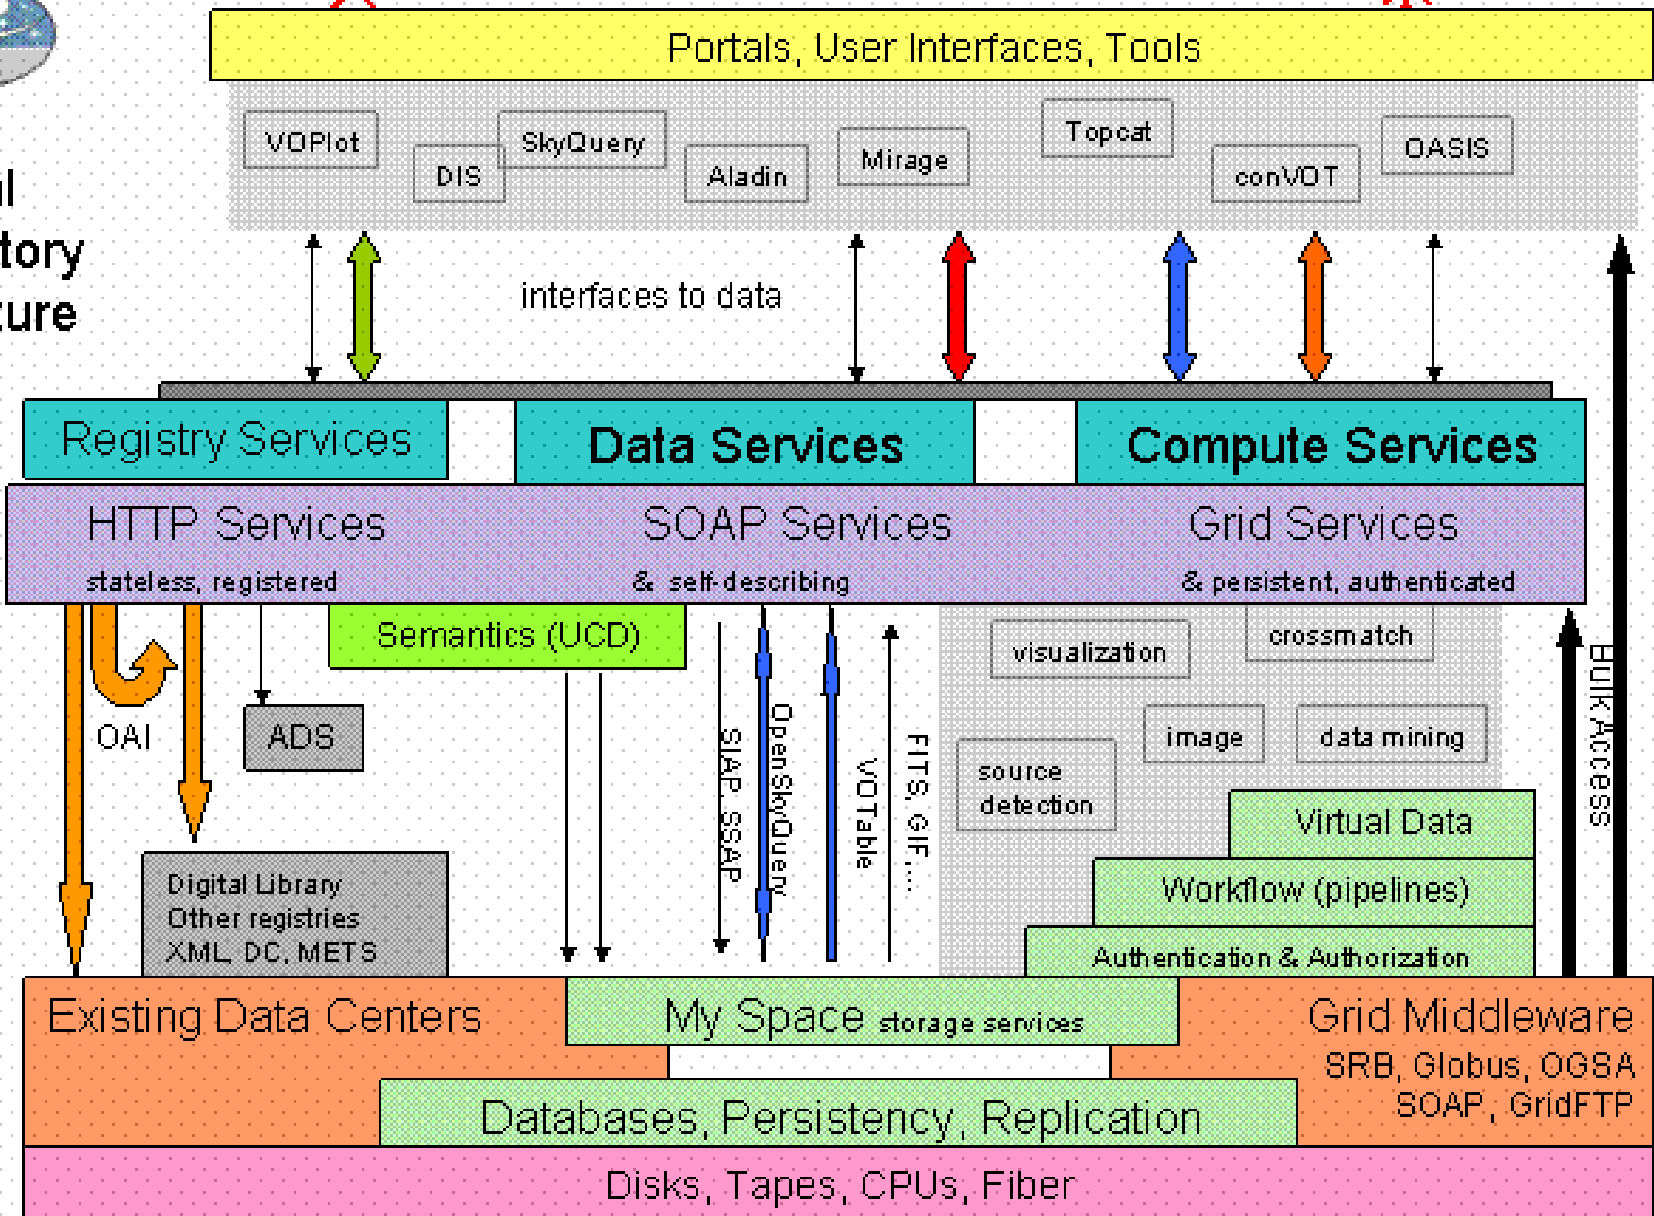 Portals, User Interfaces, Tools
VOPlot
DIS
SkyQuery
Aladin
Mirage
Topcat
conVOT
OASIS
l
tory
ture
interfaces to data
Registry Services
Data Services
Compute Services
HTTP Services
SOAP Services
Grid Services
stateless, registered
& self-describing
& persistent, authenticated
Semantics (UCD)
OAI
ADS
SIAP, SSAP
OpenSkyQuery
VOTable
FITS, GIF,...
visualization
crossmatch
image
data mining
source
detection
Bulk Access
Virtual Data
Workflow (pipelines)
Authentication & Authorization
Digital Library
Other registries
XML, DC, METS
Existing Data Centers
My Space storage services
Grid Middleware
SRB, Globus, OGSA
SOAP, GridFTP
Databases, Persistency, Replication
Disks, Tapes, CPUs, Fiber